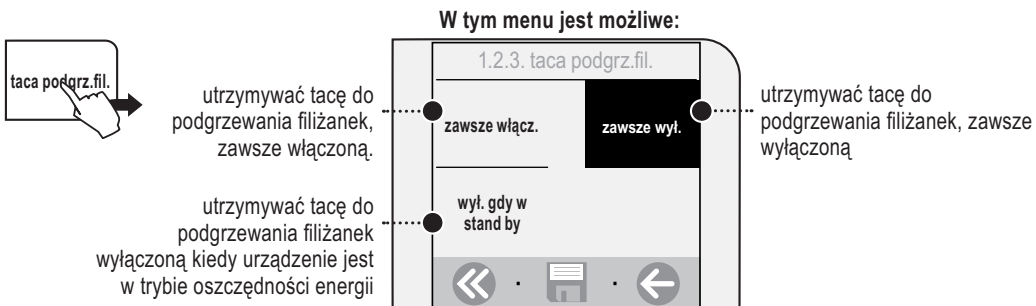 W tym menu jest możliwe:
taca podgrz.fil.
1.2.3. taca podgrz.fil.
utrzymywać tacę do
podgrzewania filiżanek,
zawsze włączoną.
zawsze włącz.
zawsze wył.
utrzymywać tacę do
podgrzewania filiżanek, zawsze
wyłączoną
utrzymywać tacę do
podgrzewania filiżanek
wyłączoną kiedy urządzenie jest
w trybie oszczędności energii
wył. gdy w
stand by